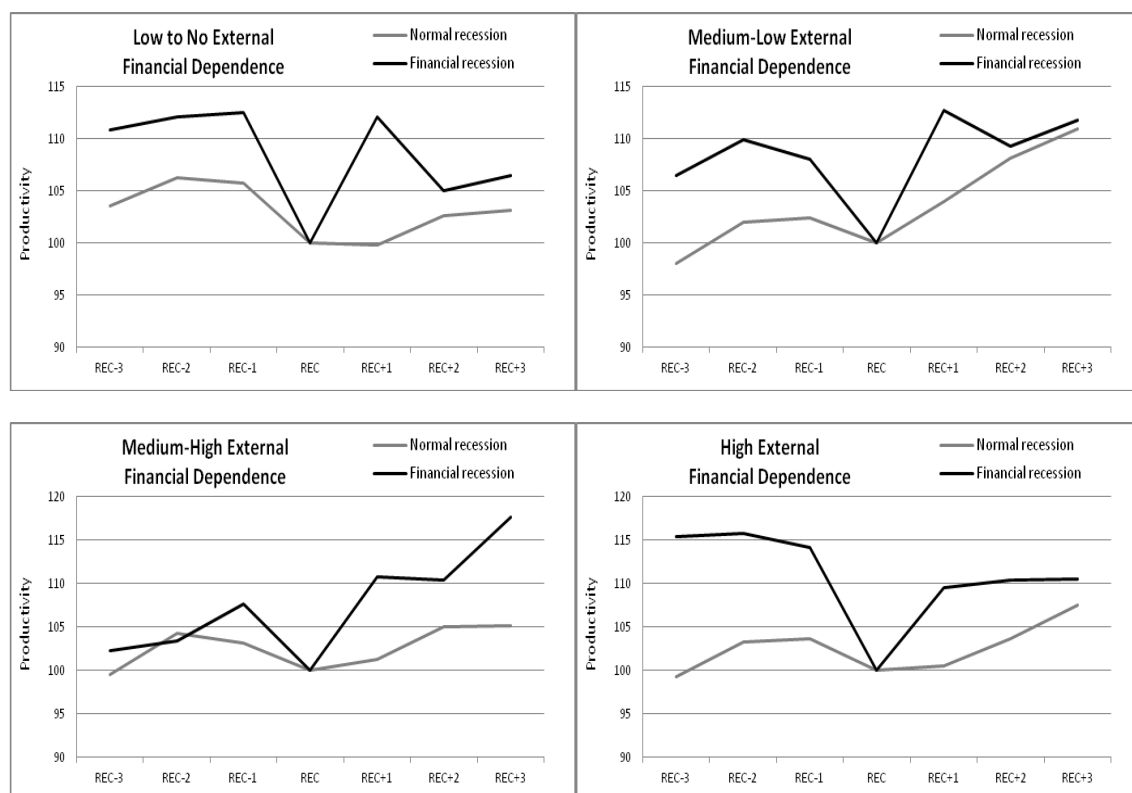 Low to No External
Financial Dependence
Normal recession
Financial recession
115
110
105
100
95
90
Productivity
REC-3 REC-2 REC-1 REC REC+1 REC+2 REC+3
Medium-Low External
Financial Dependence
Normal recession
Financial recession
115
110
105
100
95
90
Productivity
REC-3 REC-2 REC-1 REC REC+1 REC+2 REC+3
Medium-High External
Financial Dependence
Normal recession
Financial recession
120
115
110
105
100
95
90
Productivity
REC-3 REC-2 REC-1 REC REC+1 REC+2 REC+3
High External
Financial Dependence
Normal recession
Financial recession
120
115
110
105
100
95
90
Productivity
REC-3 REC-2 REC-1 REC REC+1 REC+2 REC+3